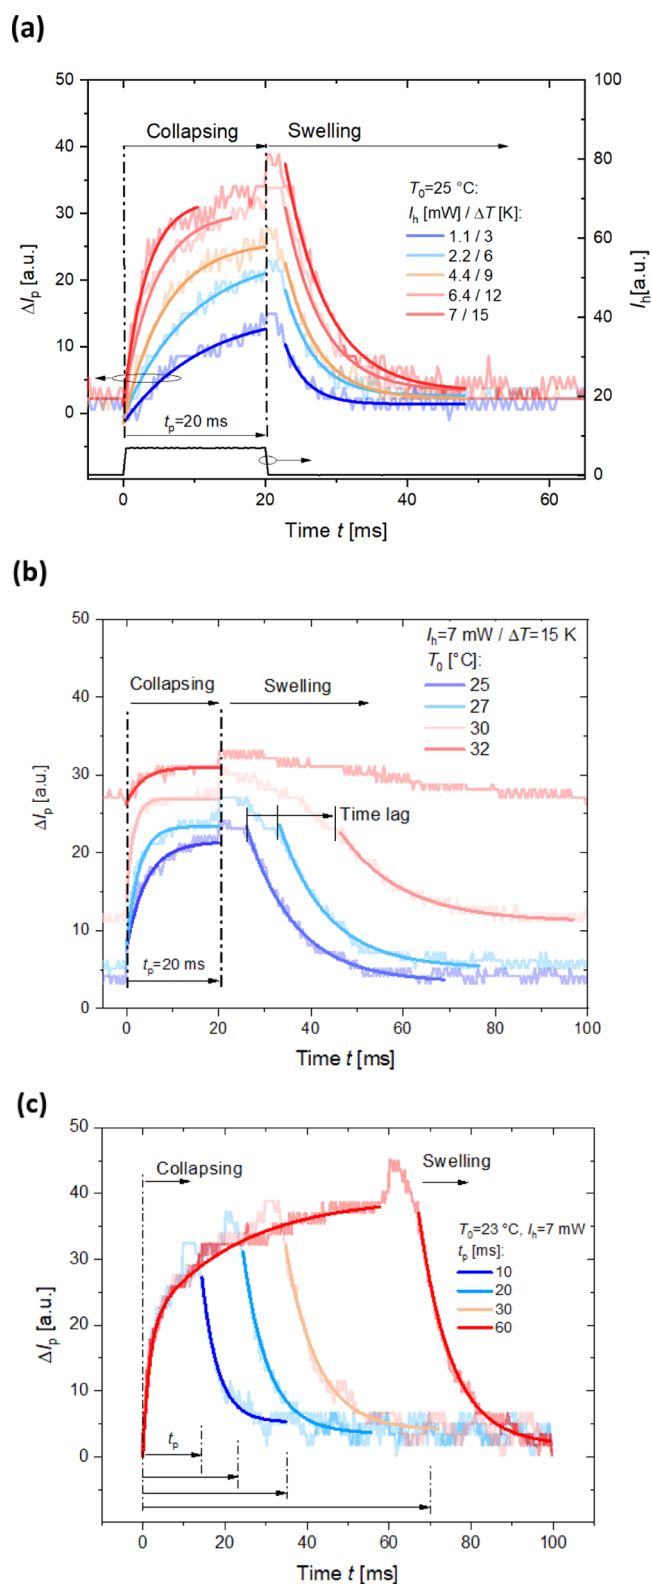 (a)
50
40
30
20
10
0
ΔIp [a.u.]
100
80
60
40
20
0
Ih[a.u.]
Collapsing
Swelling
T0=25 °C:
Ih [mW] / ΔT [K]:
1.1 / 3
2.2 / 6
4.4 / 9
6.4 / 12
7 / 15
tp=20 ms
0 20 40 60
Time t [ms]
(b)
50
40
30
20
10
0
ΔIp [a.u.]
Ih=7 mW / ΔT=15 K
T0 [°C]:
25
27
30
32
Collapsing
Swelling
Time lag
tp=20 ms
0 20 40 60 80 100
Time t [ms]
(c)
50
40
30
20
10
0
ΔIp [a.u.]
Collapsing
Swelling
T0=23 °C, Ih=7 mW
tp [ms]:
10
20
30
60
tp
0 20 40 60 80 100
Time t [ms]